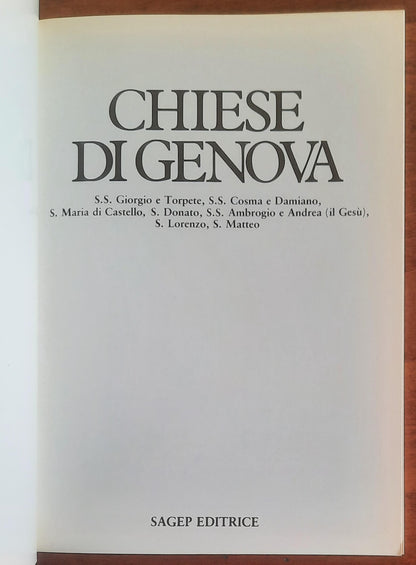 CHIESE
DI GENOVA
S.S. Giorgio e Torpete, S.S. Cosma e Damiano,
S. Maria di Castello, S. Donato, S.S. Ambrogio e Andrea (il Gesù),
S. Lorenzo, S. Matteo
SAGEP EDITRICE